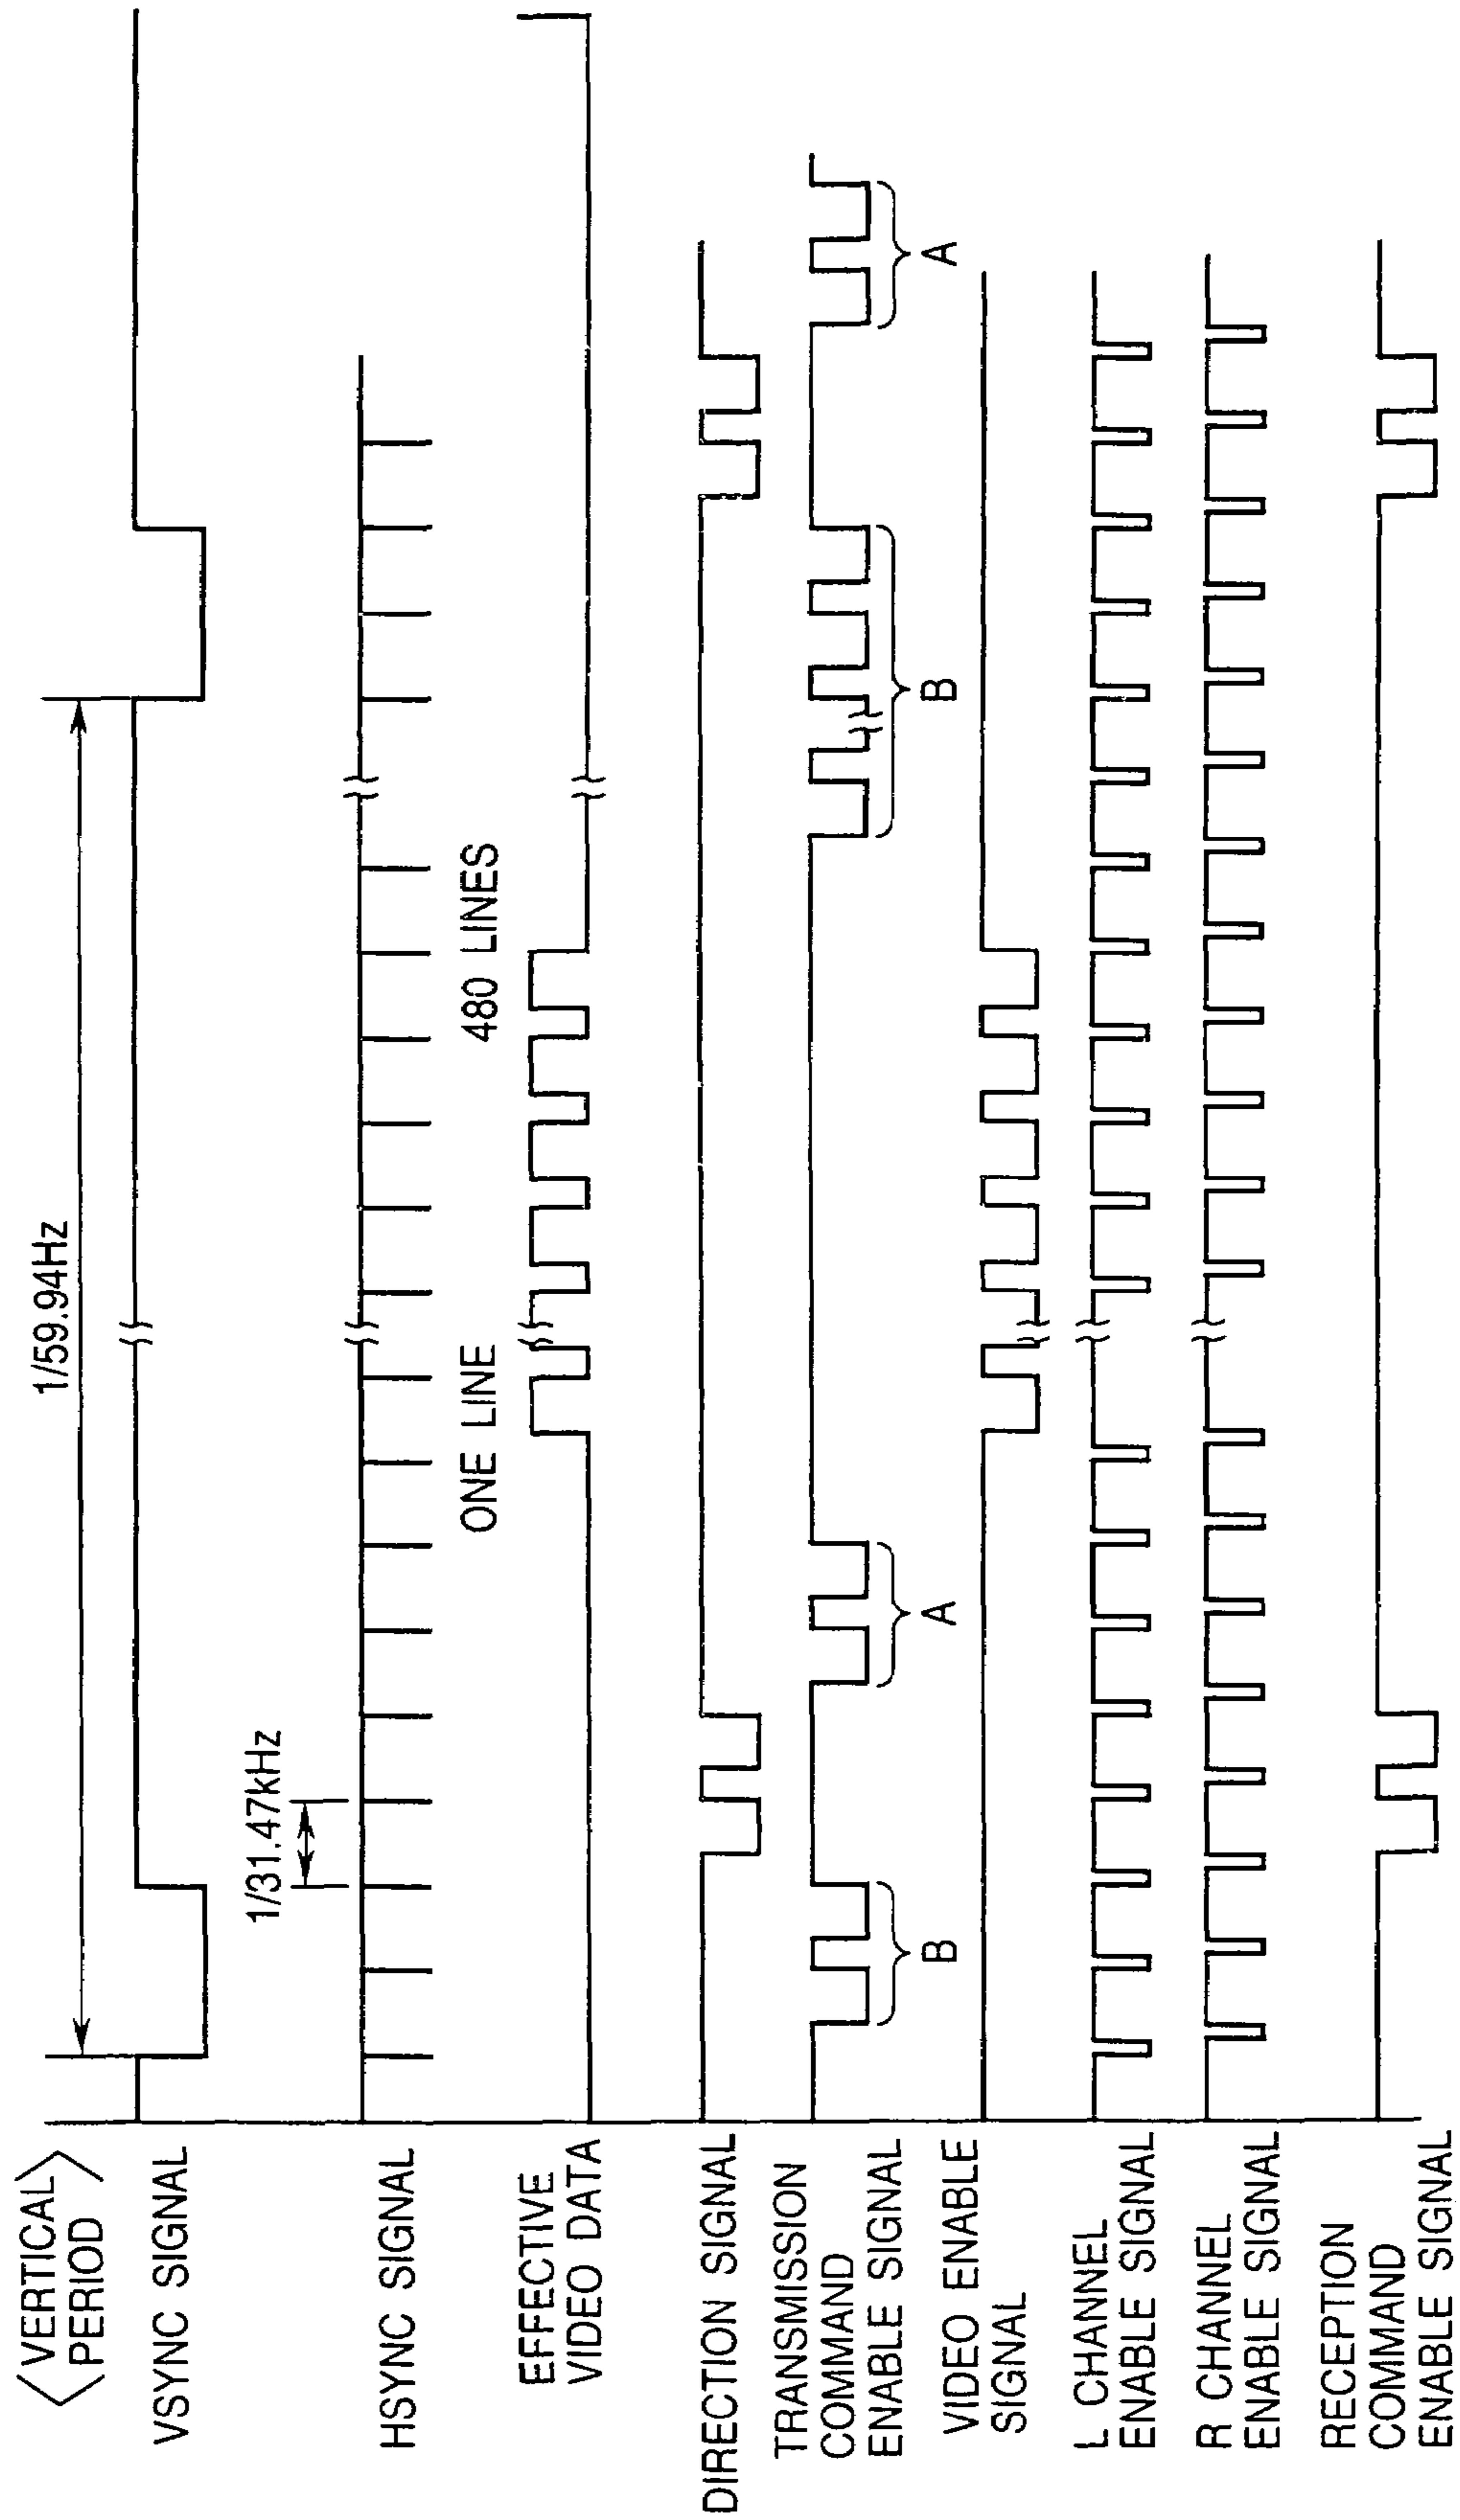 〈VERTICAL
PERIOD〉
1/59.94Hz
VSYNC SIGNAL
1/31.47kHz
HSYNC SIGNAL
ONE LINE
480 LINES
EFFECTIVE
VIDEO DATA
DIRECTION SIGNAL
TRANSMISSION
COMMAND
ENABLE SIGNAL
B
A
B
A
VIDEO ENABLE
SIGNAL
L CHANNEL
ENABLE SIGNAL
R CHANNEL
ENABLE SIGNAL
RECEPTION
COMMAND
ENABLE SIGNAL